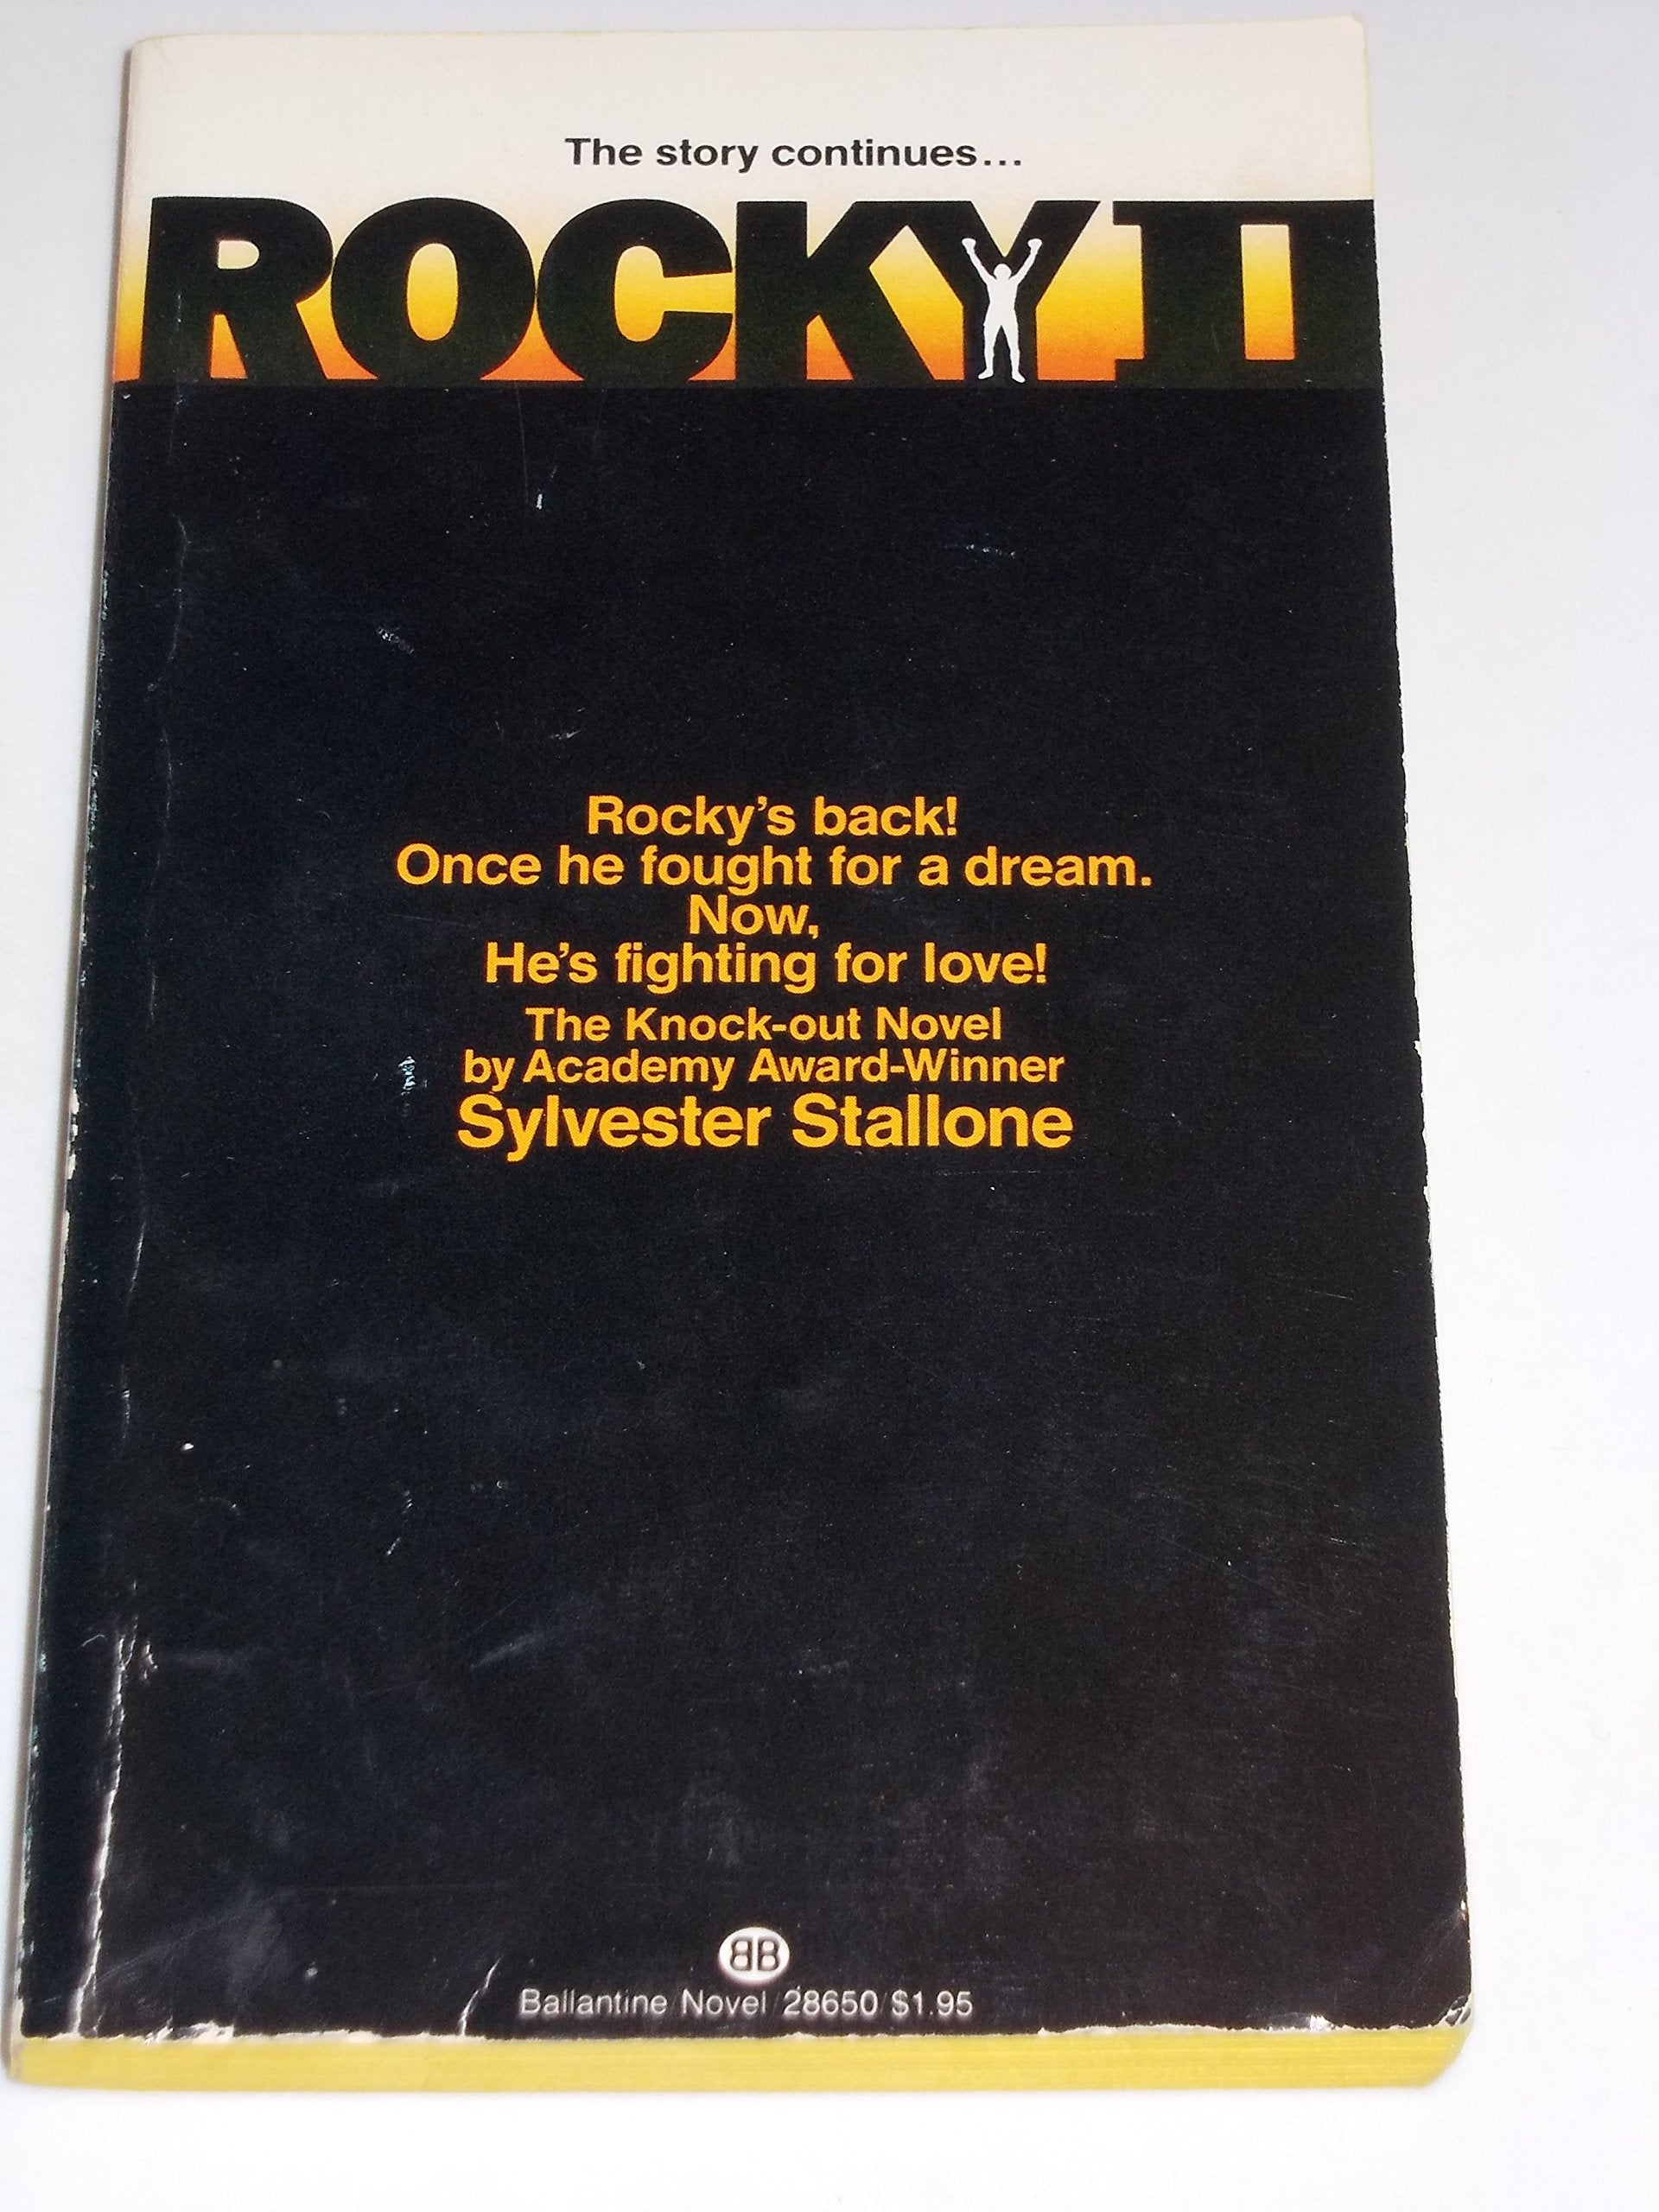 The story continues...
ROCKY II
Rocky's back!
Once he fought for a dream.
Now,
He's fighting for love!
The Knock-out Novel
by Academy Award-Winner
Sylvester Stallone
BB
Ballantine/Novel/28650/$1.95